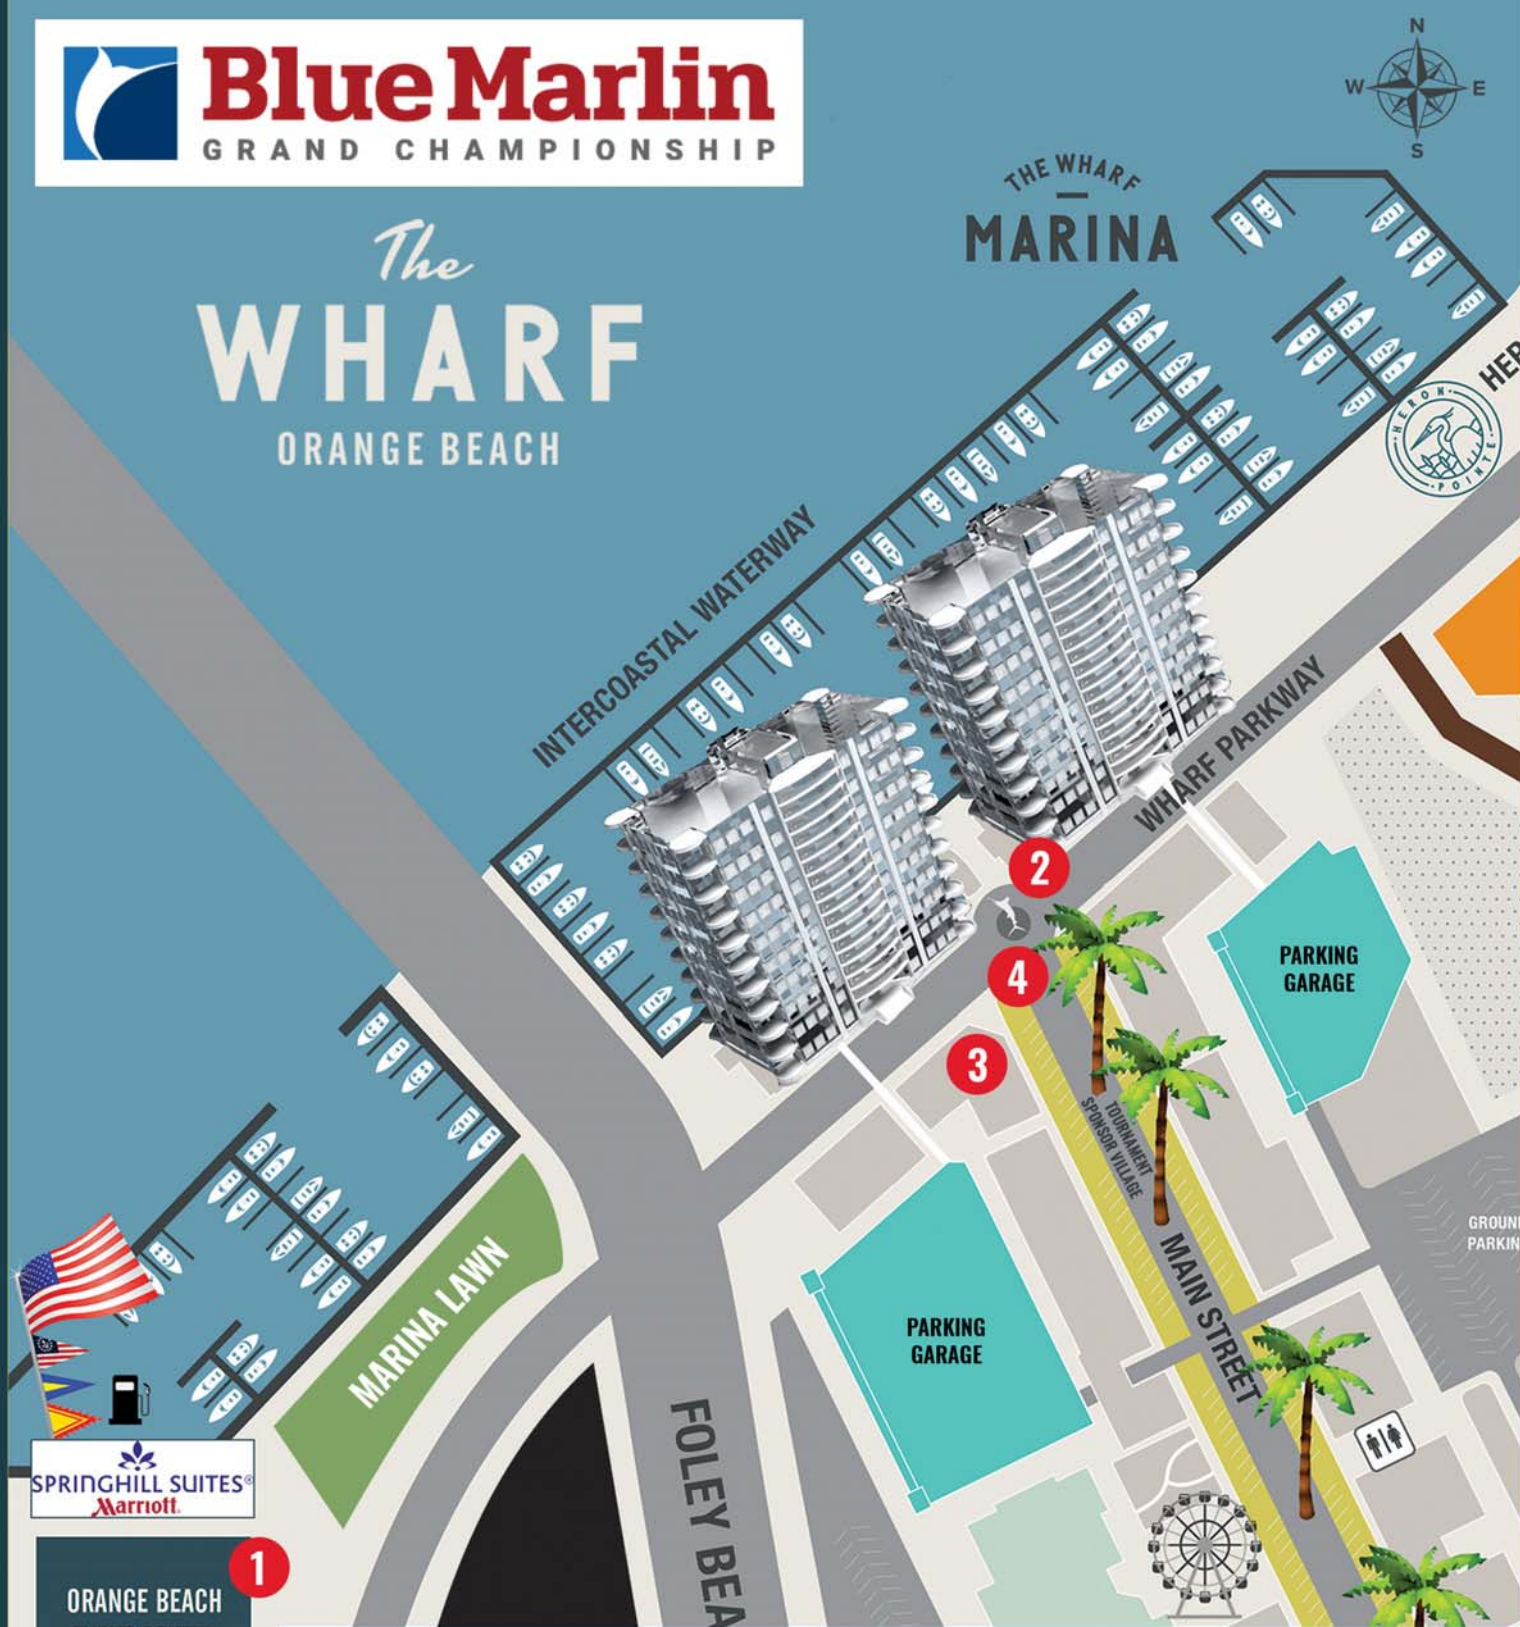 Blue Marlin
GRAND CHAMPIONSHIP
N
W
E
S
THE WHARF
MARINA
The
WHARF
ORANGE BEACH
HERON
POINTE
INTERCOASTAL WATERWAY
WHARF PARKWAY
2
4
3
PARKING
GARAGE
TOURNAMENT
SPONSOR VILLAGE
MAIN STREET
MARINA LAWN
PARKING
GARAGE
FOLEY
SPRINGHILL SUITES®
Marriott
1
ORANGE BEACH